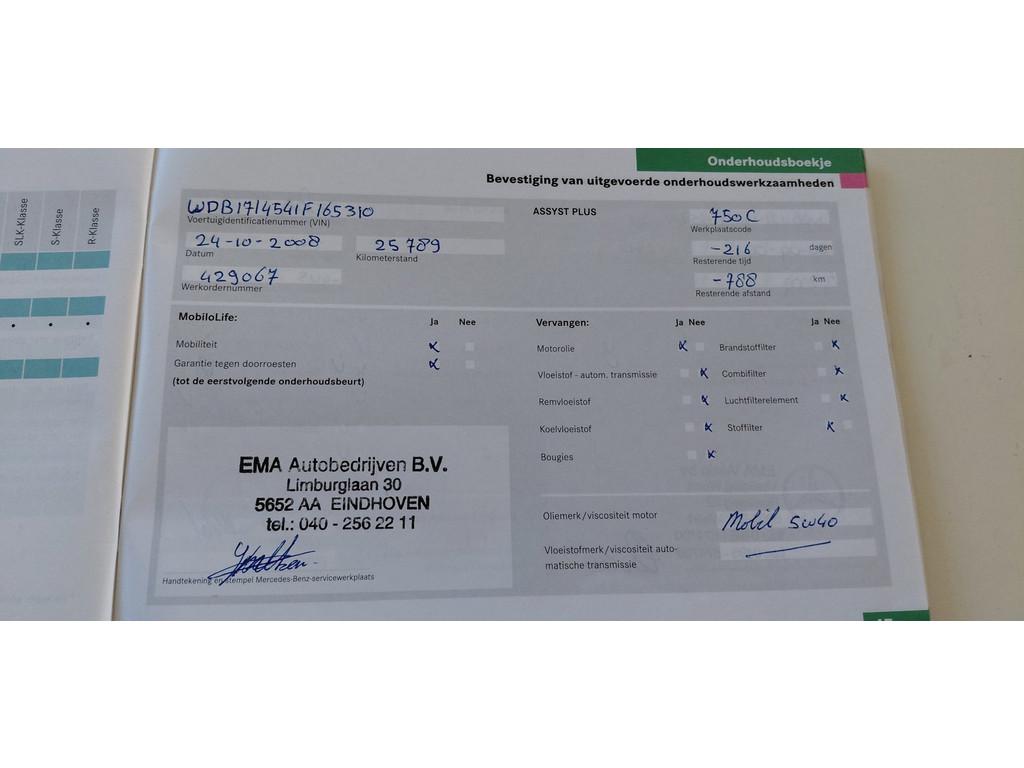 SLK-Klasse
S-Klasse
R-Klasse
Onderhoudsboekje
Bevestiging van uitgevoerde onderhoudswerkzaamheden
WDB1714541F165310
Voertuigidentificatienummer (VIN)
24-10-2008
Datum
25789
Kilometerstand
429067
Werkordernummer
ASSYST PLUS
750C
Werkplaatscode
-216 dagen
Resterende tijd
-788 km
Resterende afstand
MobiloLife: Ja Nee
Mobiliteit x
Garantie tegen doorroesten x
(tot de eerstvolgende onderhoudsbeurt)
Vervangen: Ja Nee Ja Nee
Motorolie x Brandstoffilter x
Vloeistof - autom. transmissie x Combifilter x
Remvloeistof x Luchtfilterelement x
Koelvloeistof x Stoffilter x
Bougies x
EMA Autobedrijven B.V.
Limburglaan 30
5652 AA EINDHOVEN
tel.: 040 - 256 22 11
Handtekening en stempel Mercedes-Benz-servicewerkplaats
Oliemerk/viscositeit motor Mobil 5W40
Vloeistofmerk/viscositeit auto-
matische transmissie